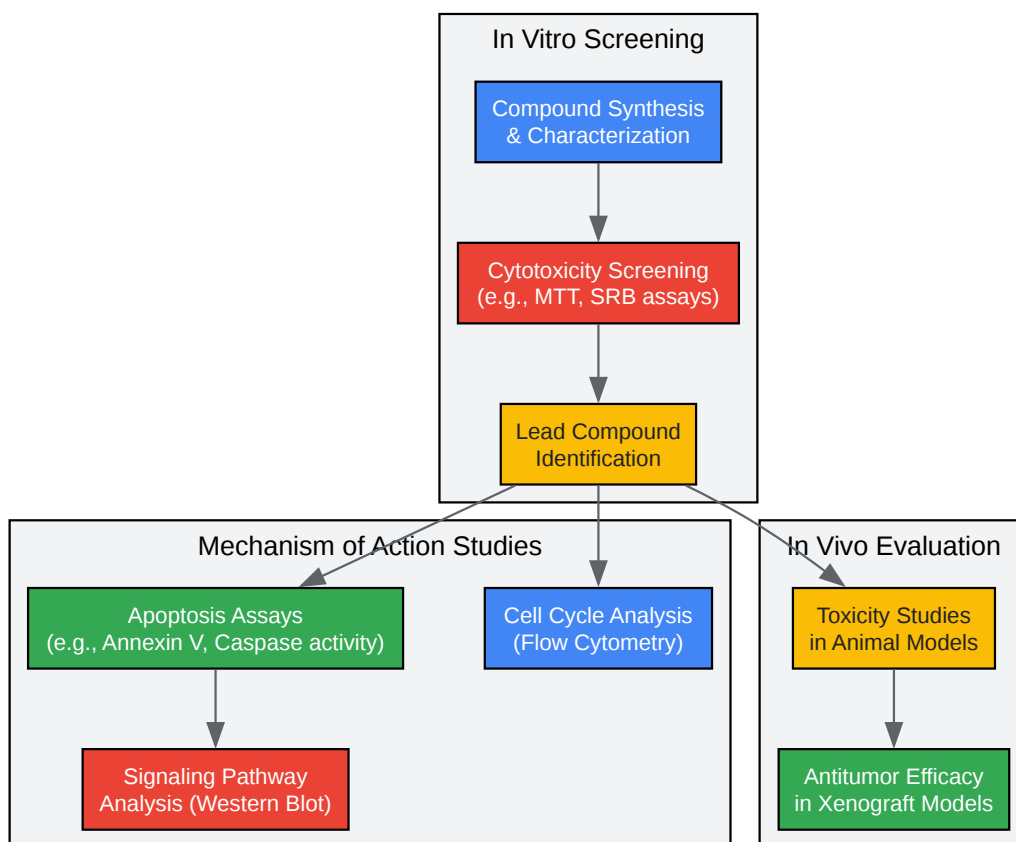 In Vitro Screening
Compound Synthesis
& Characterization
Cytotoxicity Screening
(e.g., MTT, SRB assays)
Lead Compound
Identification
Mechanism of Action Studies
Apoptosis Assays
(e.g., Annexin V, Caspase activity)
Cell Cycle Analysis
(Flow Cytometry)
Signaling Pathway
Analysis (Western Blot)
In Vivo Evaluation
Toxicity Studies
in Animal Models
Antitumor Efficacy
in Xenograft Models